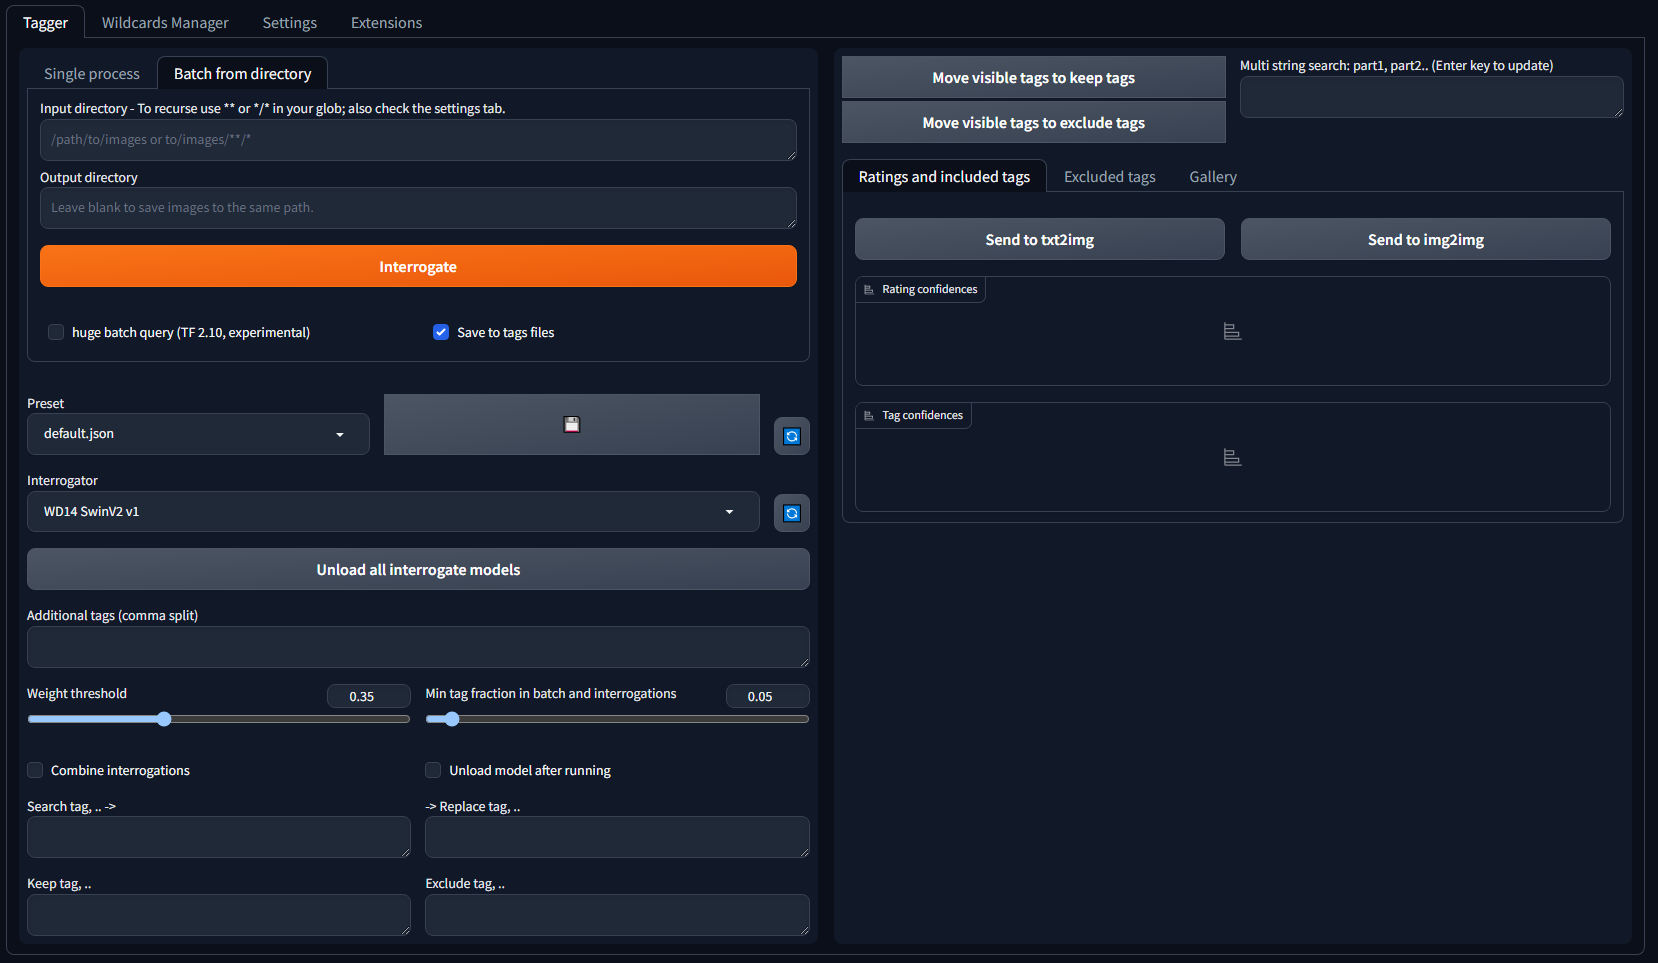 Tagger
Wildcards Manager
Settings
Extensions
Single process
Batch from directory
Input directory - To recurse use ** or */* in your glob; also check the settings tab.
/path/to/images or to/images/**/*
Output directory
Leave blank to save images to the same path.
Interrogate
huge batch query (TF 2.10, experimental)
Save to tags files
Preset
default.json
Interrogator
WD14 SwinV2 v1
Unload all interrogate models
Additional tags (comma split)
Weight threshold
0.35
Min tag fraction in batch and interrogations
0.05
Combine interrogations
Unload model after running
Search tag, .. ->
-> Replace tag, ..
Keep tag, ..
Exclude tag, ..
Move visible tags to keep tags
Move visible tags to exclude tags
Multi string search: part1, part2.. (Enter key to update)
Ratings and included tags
Excluded tags
Gallery
Send to txt2img
Send to img2img
Rating confidences
Tag confidences